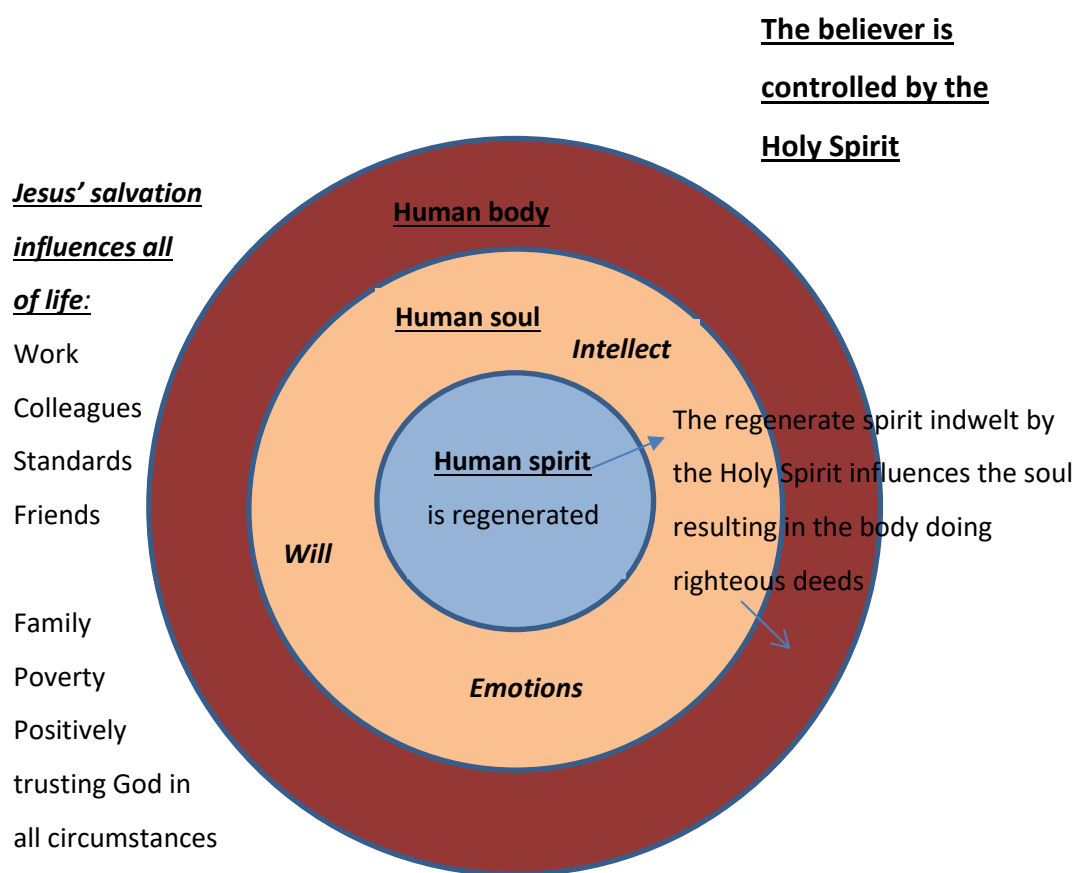 The believer is
controlled by the
Holy Spirit
Jesus’ salvation
influences all
of life:
Work
Colleagues
Standards
Friends
Family
Poverty
Positively
trusting God in
all circumstances
Human body
Human soul
Intellect
Human spirit
is regenerated
Will
Emotions
The regenerate spirit indwelt by
the Holy Spirit influences the soul
resulting in the body doing
righteous deeds